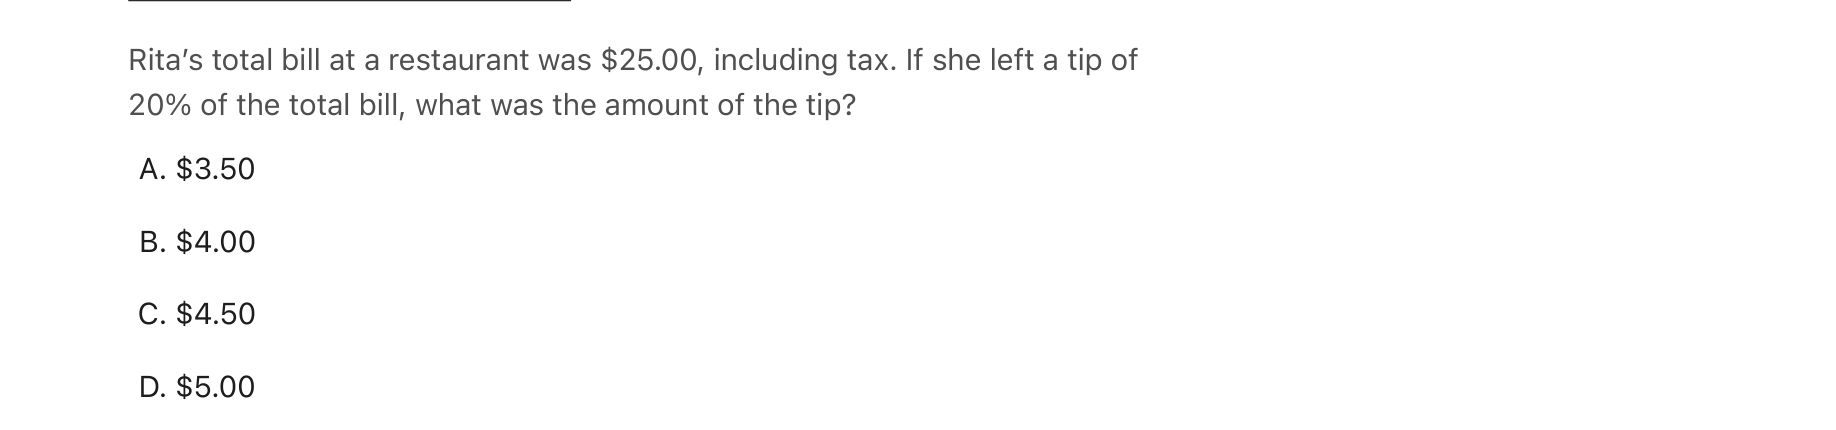 Rita’s total bill at a restaurant was $25.00, including tax. If she left a tip of
20% of the total bill, what was the amount of the tip?
A. $3.50
B. $4.00
C. $4.50
D. $5.00